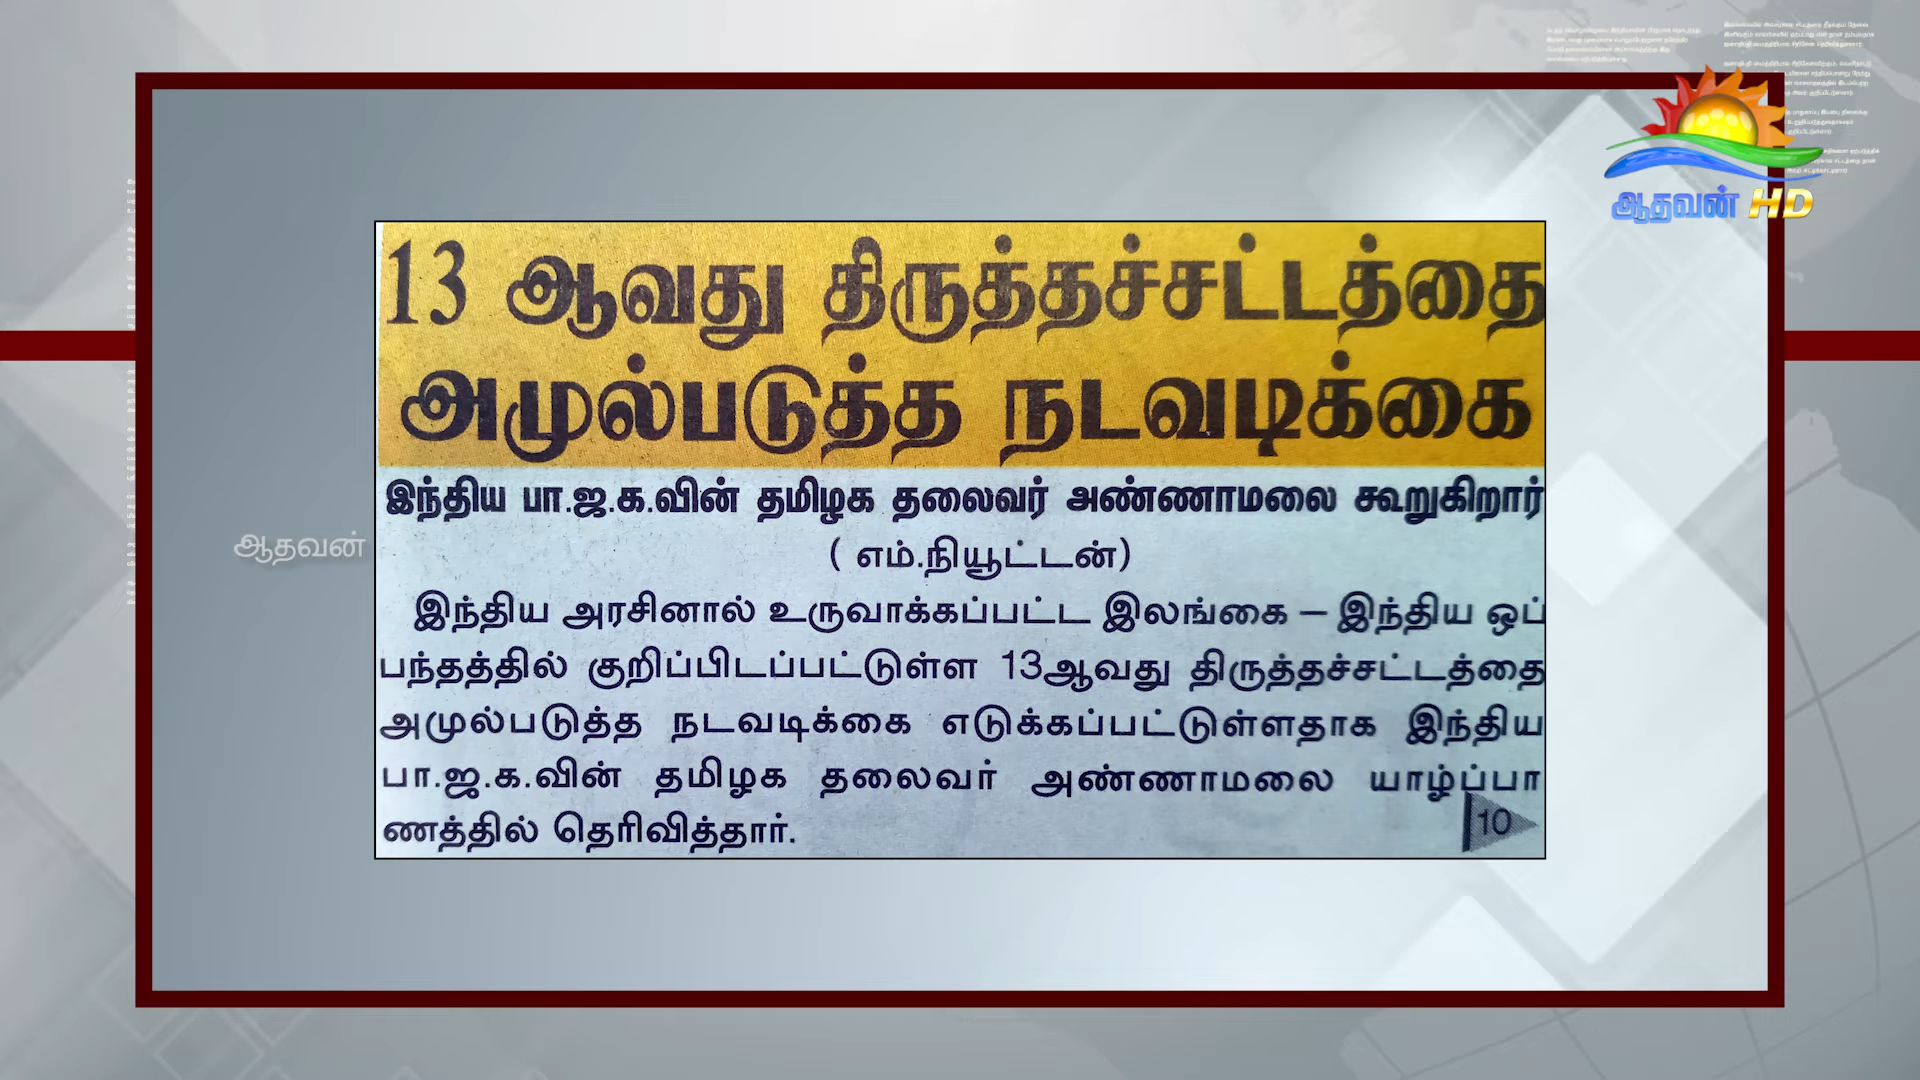 ஆதவன் HD
13 ஆவது திருத்தச்சட்டத்தை
அமுல்படுத்த நடவடிக்கை
இந்திய பா.ஜ.க.வின் தமிழக தலைவர் அண்ணாமலை கூறுகிறார்
( எம்.நியூட்டன்)
இந்திய அரசினால் உருவாக்கப்பட்ட இலங்கை – இந்திய ஒப்
பந்தத்தில் குறிப்பிடப்பட்டுள்ள 13ஆவது திருத்தச்சட்டத்தை
அமுல்படுத்த நடவடிக்கை எடுக்கப்பட்டுள்ளதாக இந்திய
பா.ஜ.க.வின் தமிழக தலைவர் அண்ணாமலை யாழ்ப்பா
ணத்தில் தெரிவித்தார்.
10
ஆதவன்